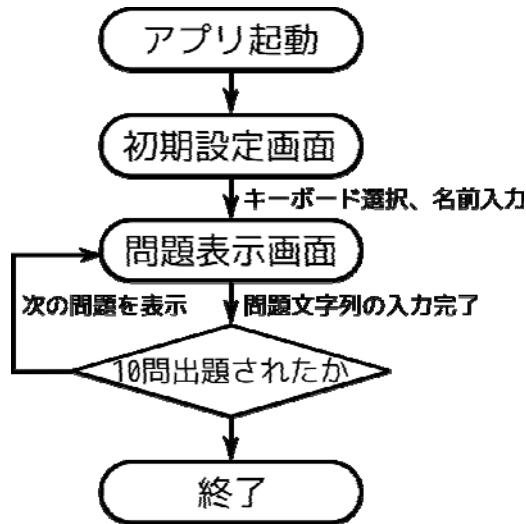 アプリ起動
初期設定画面
キーボード選択、名前入力
問題表示画面
次の問題を表示
問題文字列の入力完了
10問出題されたか
終了